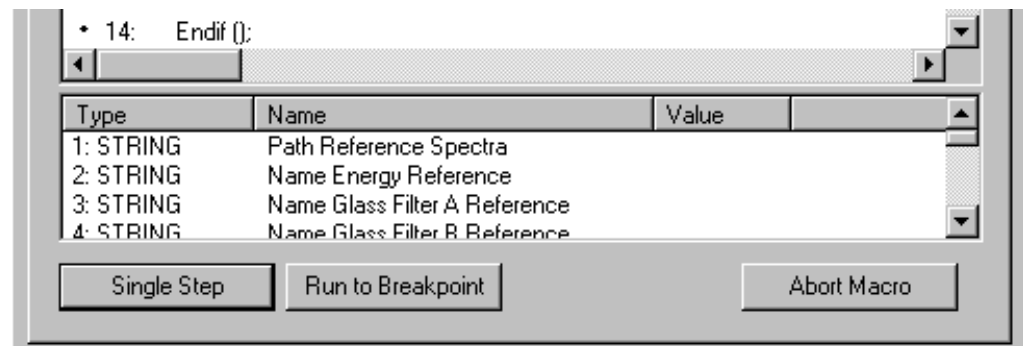 • 14: Endif ();
Type Name Value
1: STRING Path Reference Spectra
2: STRING Name Energy Reference
3: STRING Name Glass Filter A Reference
4: STRING Name Glass Filter B Reference
Single Step Run to Breakpoint Abort Macro